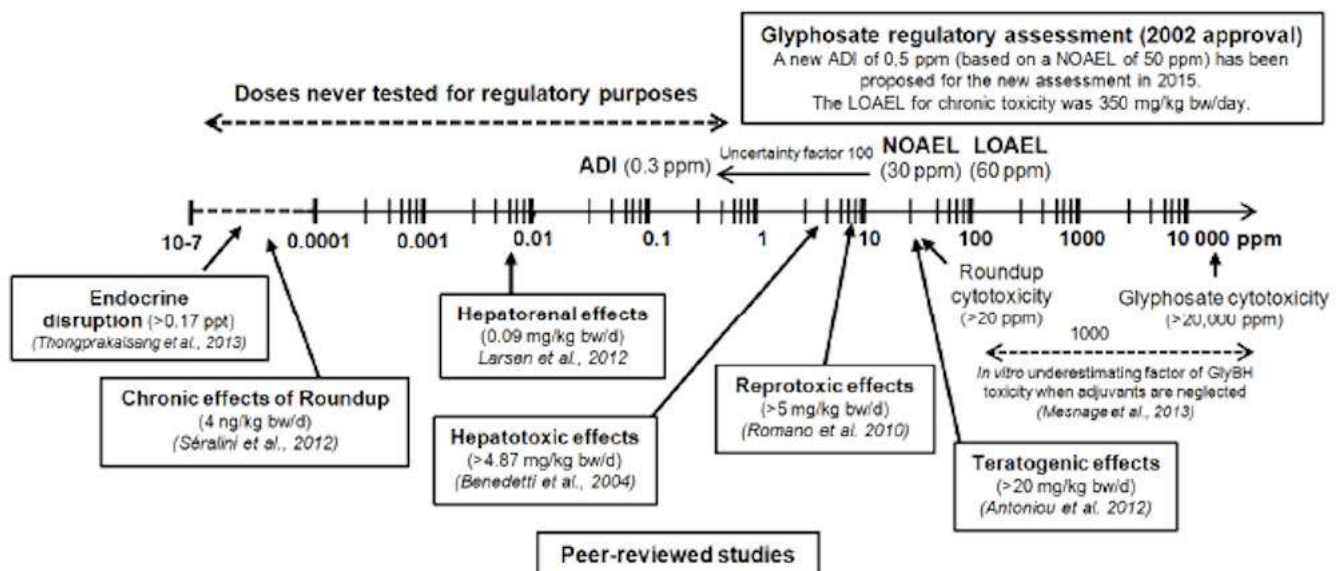 Glyphosate regulatory assessment (2002 approval)
A new ADI of 0,5 ppm (based on a NOAEL of 50 ppm) has been
proposed for the new assessment in 2015.
The LOAEL for chronic toxicity was 350 mg/kg bw/day.
Doses never tested for regulatory purposes
ADI (0.3 ppm)
Uncertainty factor 100
NOAEL LOAEL
(30 ppm) (60 ppm)
10-7 0.0001 0.001 0.01 0.1 1 10 100 1000 10 000 ppm
Endocrine
disruption (>0.17 ppt)
(Thongprakaisang et al., 2013)
Chronic effects of Roundup
(4 ng/kg bw/d)
(Séralini et al., 2012)
Hepatorenal effects
(0.09 mg/kg bw/d)
Larsen et al., 2012
Hepatotoxic effects
(>4.87 mg/kg bw/d)
(Benedetti et al., 2004)
Reprotoxic effects
(>5 mg/kg bw/d)
(Romano et al. 2010)
Roundup
cytotoxicity
(>20 ppm)
Glyphosate cytotoxicity
(>20,000 ppm)
1000
In vitro underestimating factor of GlyBH
toxicity when adjuvants are neglected
(Mesnage et al., 2013)
Teratogenic effects
(>20 mg/kg bw/d)
(Antoniou et al. 2012)
Peer-reviewed studies